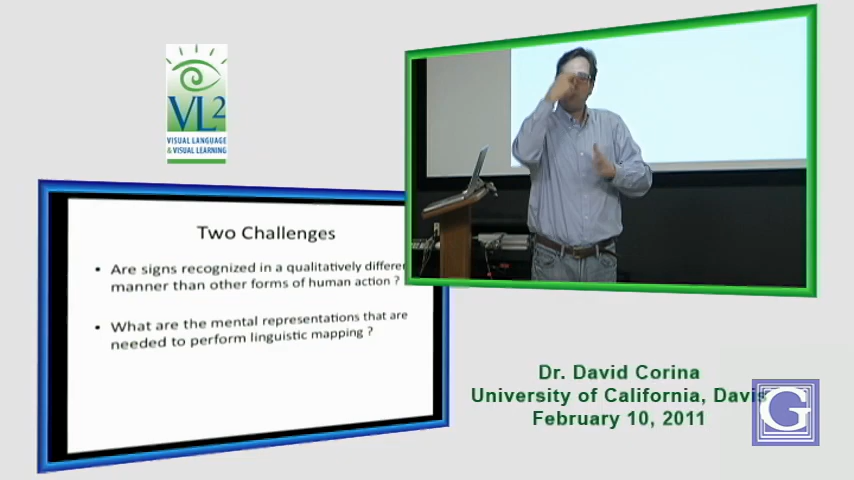 VL2
VISUAL LANGUAGE
& VISUAL LEARNING
Two Challenges
• Are signs recognized in a qualitatively differen
manner than other forms of human action ?
• What are the mental representations that are
needed to perform linguistic mapping ?
Dr. David Corina
University of California, Davis
February 10, 2011
G